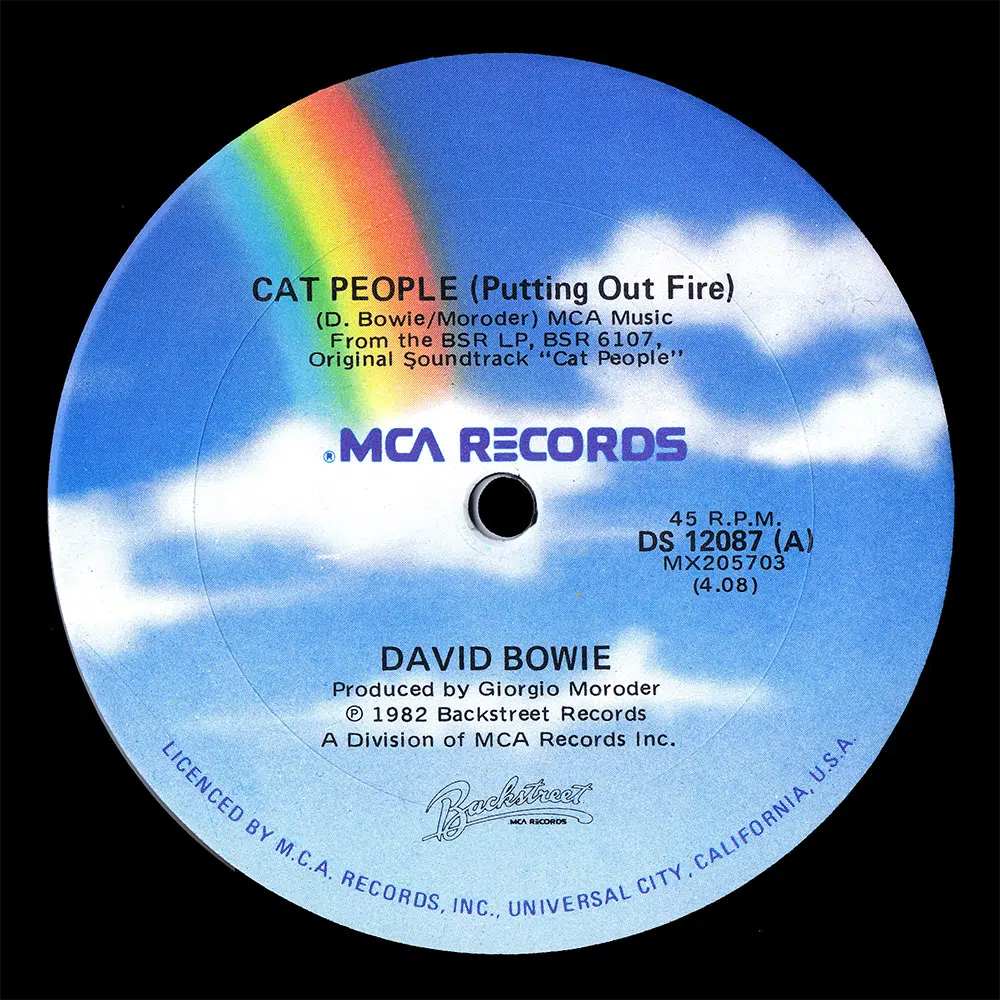 CAT PEOPLE (Putting Out Fire)
(D. Bowie/Moroder) MCA Music
From the BSR LP, BSR 6107,
Original Soundtrack “Cat People”
® MCA RECORDS
45 R.P.M.
DS 12087 (A)
MX205703
(4.08)
DAVID BOWIE
Produced by Giorgio Moroder
℗ 1982 Backstreet Records
A Division of MCA Records Inc.
Backstreet
MCA RECORDS
LICENCED BY M.C.A. RECORDS, INC., UNIVERSAL CITY, CALIFORNIA, U.S.A.